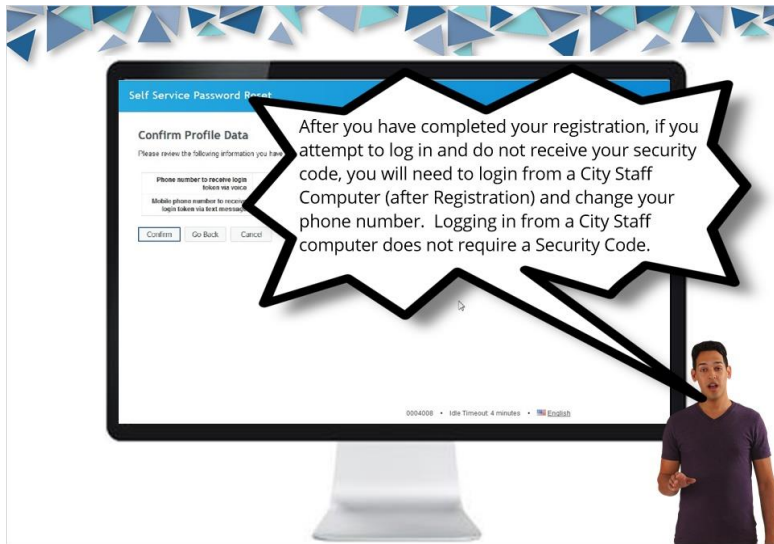 Self Service Password Reset
Confirm Profile Data
Please review the following information you have
Phone number to receive login
token via voice
Mobile phone number to receive
login token via text message
Confirm Go Back Cancel
After you have completed your registration, if you
attempt to log in and do not receive your security
code, you will need to login from a City Staff
Computer (after Registration) and change your
phone number. Logging in from a City Staff
computer does not require a Security Code.
0004008 • Idle Timeout: 4 minutes • English